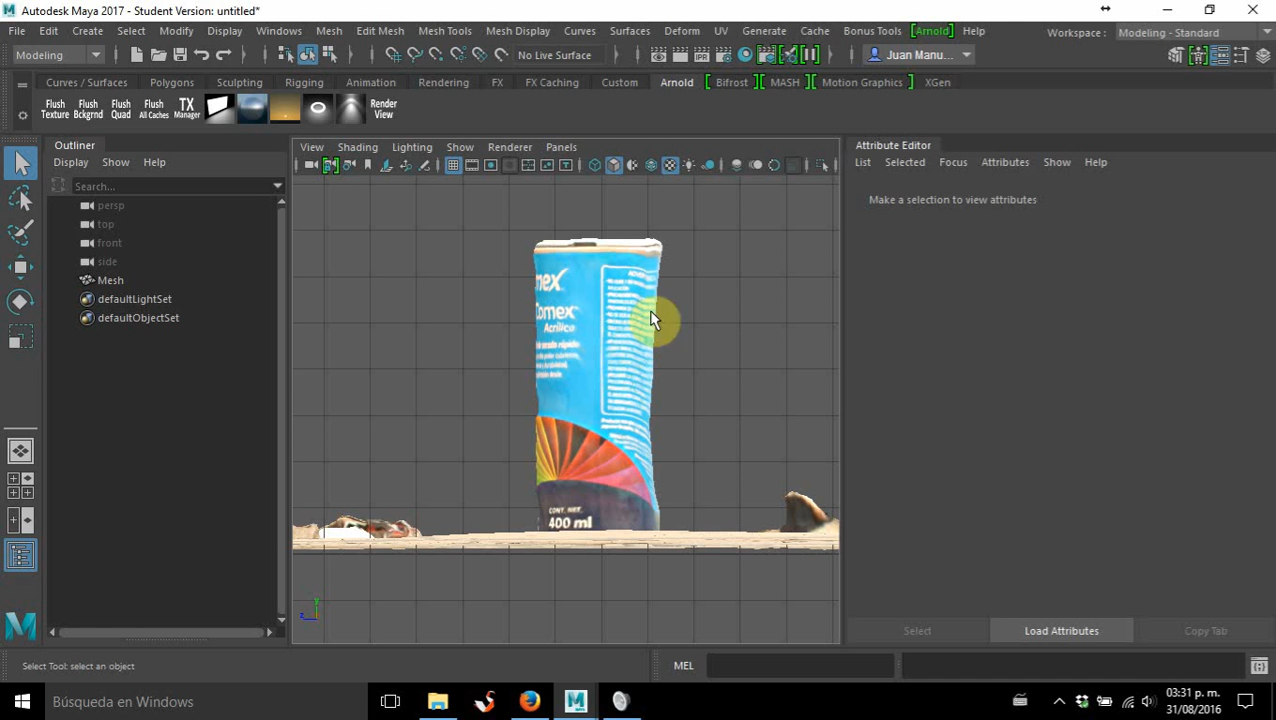 Autodesk Maya 2017 - Student Version: untitled*
File Edit Create Select Modify Display Windows Mesh Edit Mesh Mesh Tools Mesh Display Curves Surfaces Deform UV Generate Cache Bonus Tools [Arnold] Help Workspace: Modeling - Standard
Modeling No Live Surface Juan Manu...
Curves / Surfaces Polygons Sculpting Rigging Animation Rendering FX FX Caching Custom Arnold Bifrost MASH Motion Graphics XGen
Flush Texture
Flush Bckgrnd
Flush Quad
Flush All Caches
TX Manager
Render View
Outliner
Display Show Help
Search...
persp
top
front
side
Mesh
defaultLightSet
defaultObjectSet
View Shading Lighting Show Renderer Panels
mex
Comex
Acrílico
CONT. NET.
400 ml
y
z
Attribute Editor
List Selected Focus Attributes Show Help
Make a selection to view attributes
Select Load Attributes Copy Tab
Select Tool: select an object
MEL
Búsqueda en Windows
03:31 p. m.
31/08/2016